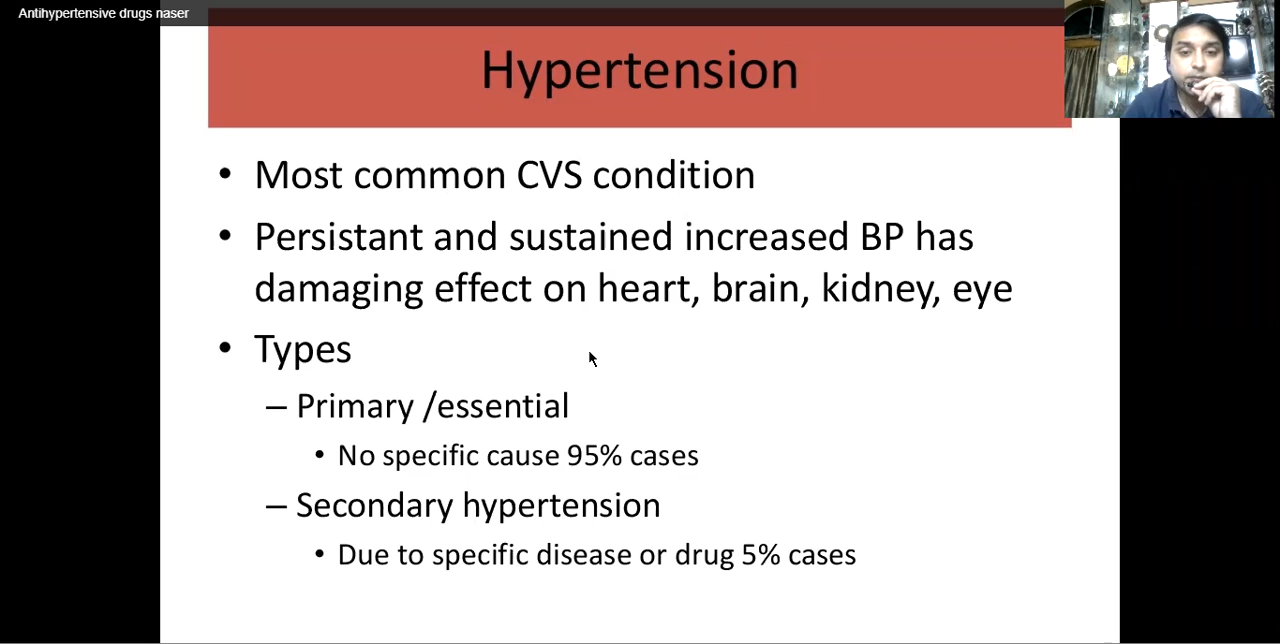 Antihypertensive drugs naser
Hypertension
• Most common CVS condition
• Persistant and sustained increased BP has
damaging effect on heart, brain, kidney, eye
• Types
– Primary /essential
• No specific cause 95% cases
– Secondary hypertension
• Due to specific disease or drug 5% cases